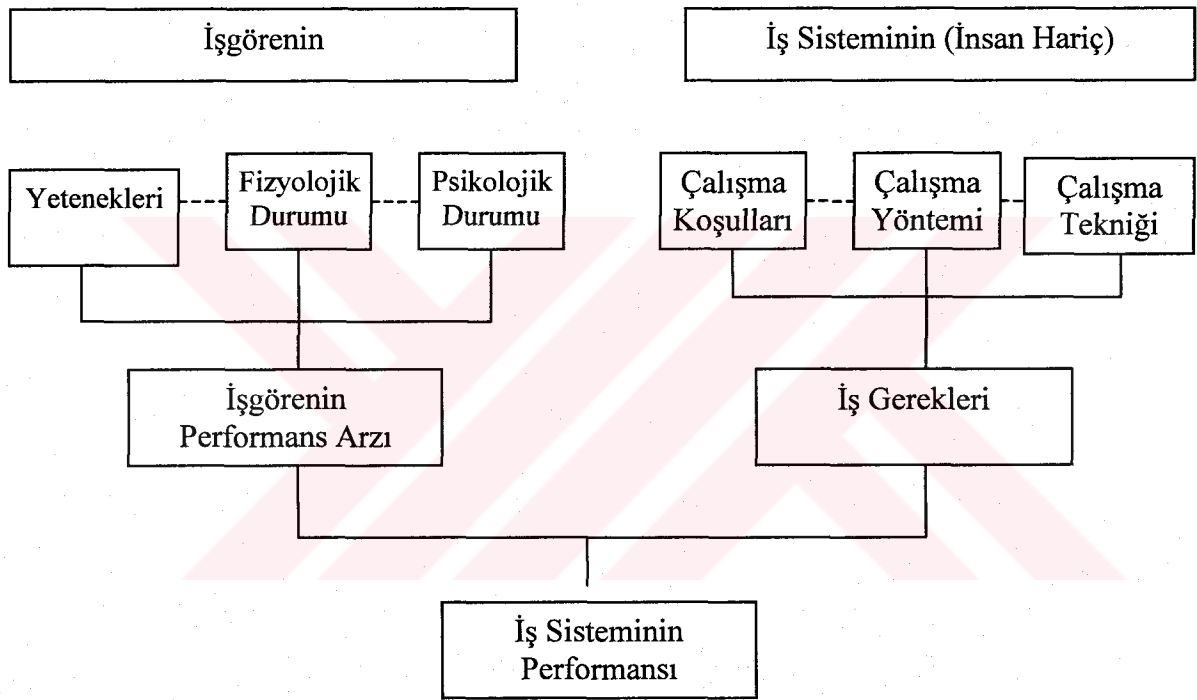 İşgörenin
İş Sisteminin (İnsan Hariç)
Yetenekleri
Fizyolojik
Durumu
Psikolojik
Durumu
Çalışma
Koşulları
Çalışma
Yöntemi
Çalışma
Tekniği
İşgörenin
Performans Arzı
İş Gerekleri
İş Sisteminin
Performansı